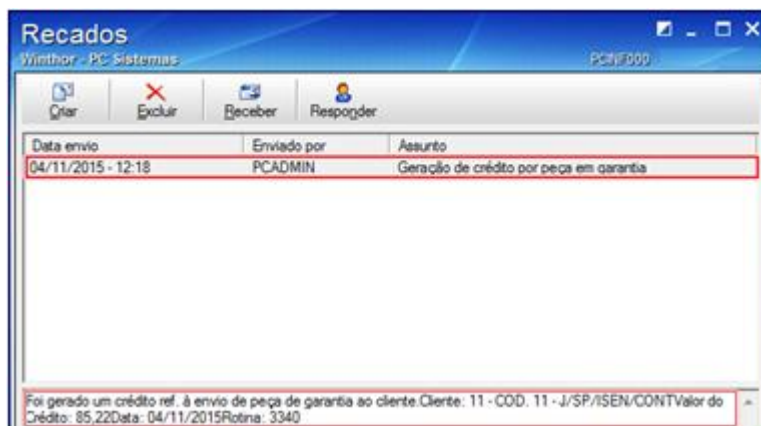 Recados
Winthor - PC Sistemas
PCINF000
Criar
Excluir
Receber
Responder
Data envio Enviado por Assunto
04/11/2015 - 12:18 PCADMIN Geração de crédito por peça em garantia
Foi gerado um crédito ref. à envio de peça de garantia ao cliente.Cliente: 11 - COD. 11 - J/SP/ISEN/CONTValor do
Crédito: 85,22Data: 04/11/2015Rotina: 3340